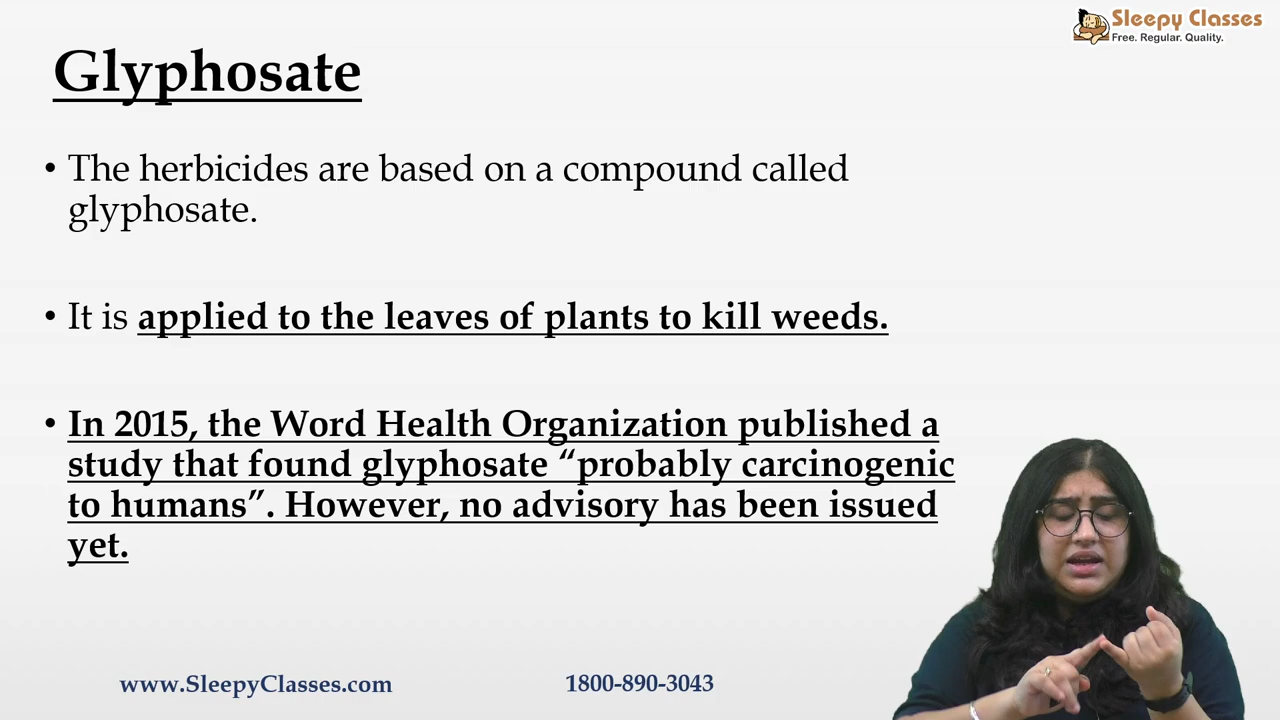 Sleepy Classes
Free. Regular. Quality.
Glyphosate
• The herbicides are based on a compound called
glyphosate.
• It is applied to the leaves of plants to kill weeds.
• In 2015, the Word Health Organization published a
study that found glyphosate “probably carcinogenic
to humans”. However, no advisory has been issued
yet.
www.SleepyClasses.com
1800-890-3043